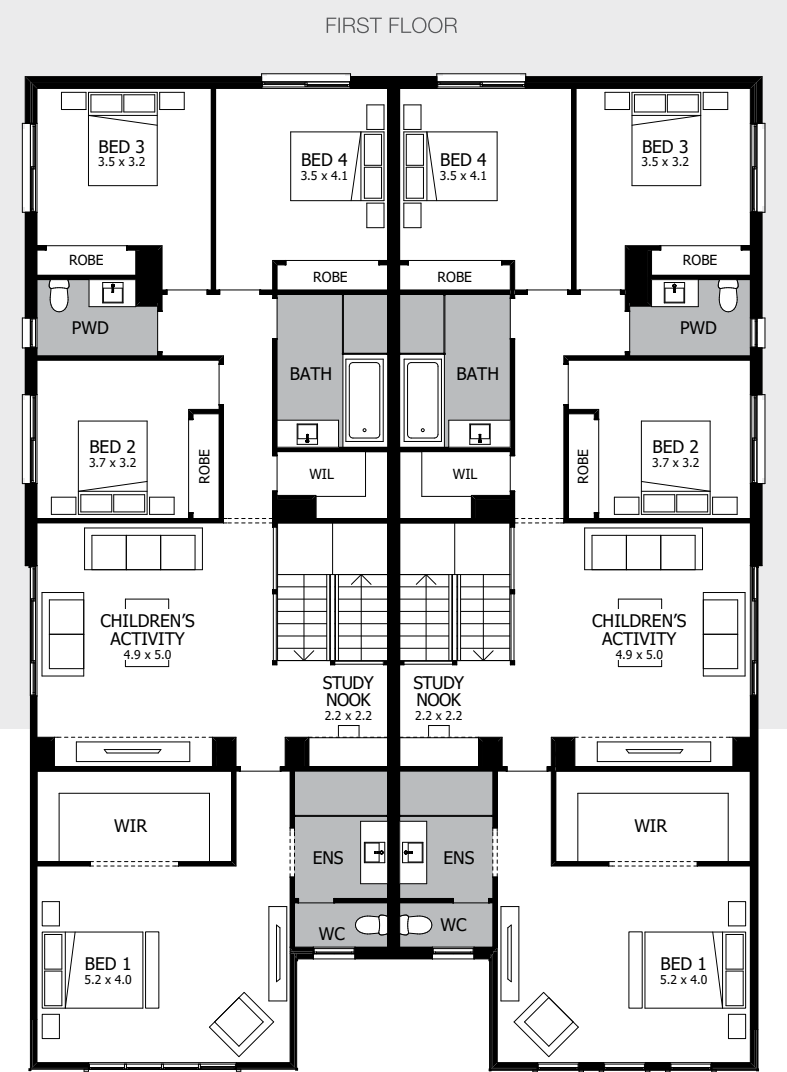 FIRST FLOOR
BED 3
3.5 x 3.2
BED 4
3.5 x 4.1
BED 4
3.5 x 4.1
BED 3
3.5 x 3.2
ROBE
ROBE
ROBE
ROBE
PWD
PWD
BATH
BATH
BED 2
3.7 x 3.2
ROBE
WIL
WIL
ROBE
BED 2
3.7 x 3.2
CHILDREN'S
ACTIVITY
4.9 x 5.0
CHILDREN'S
ACTIVITY
4.9 x 5.0
STUDY
NOOK
2.2 x 2.2
STUDY
NOOK
2.2 x 2.2
WIR
WIR
ENS
ENS
WC
WC
BED 1
5.2 x 4.0
BED 1
5.2 x 4.0